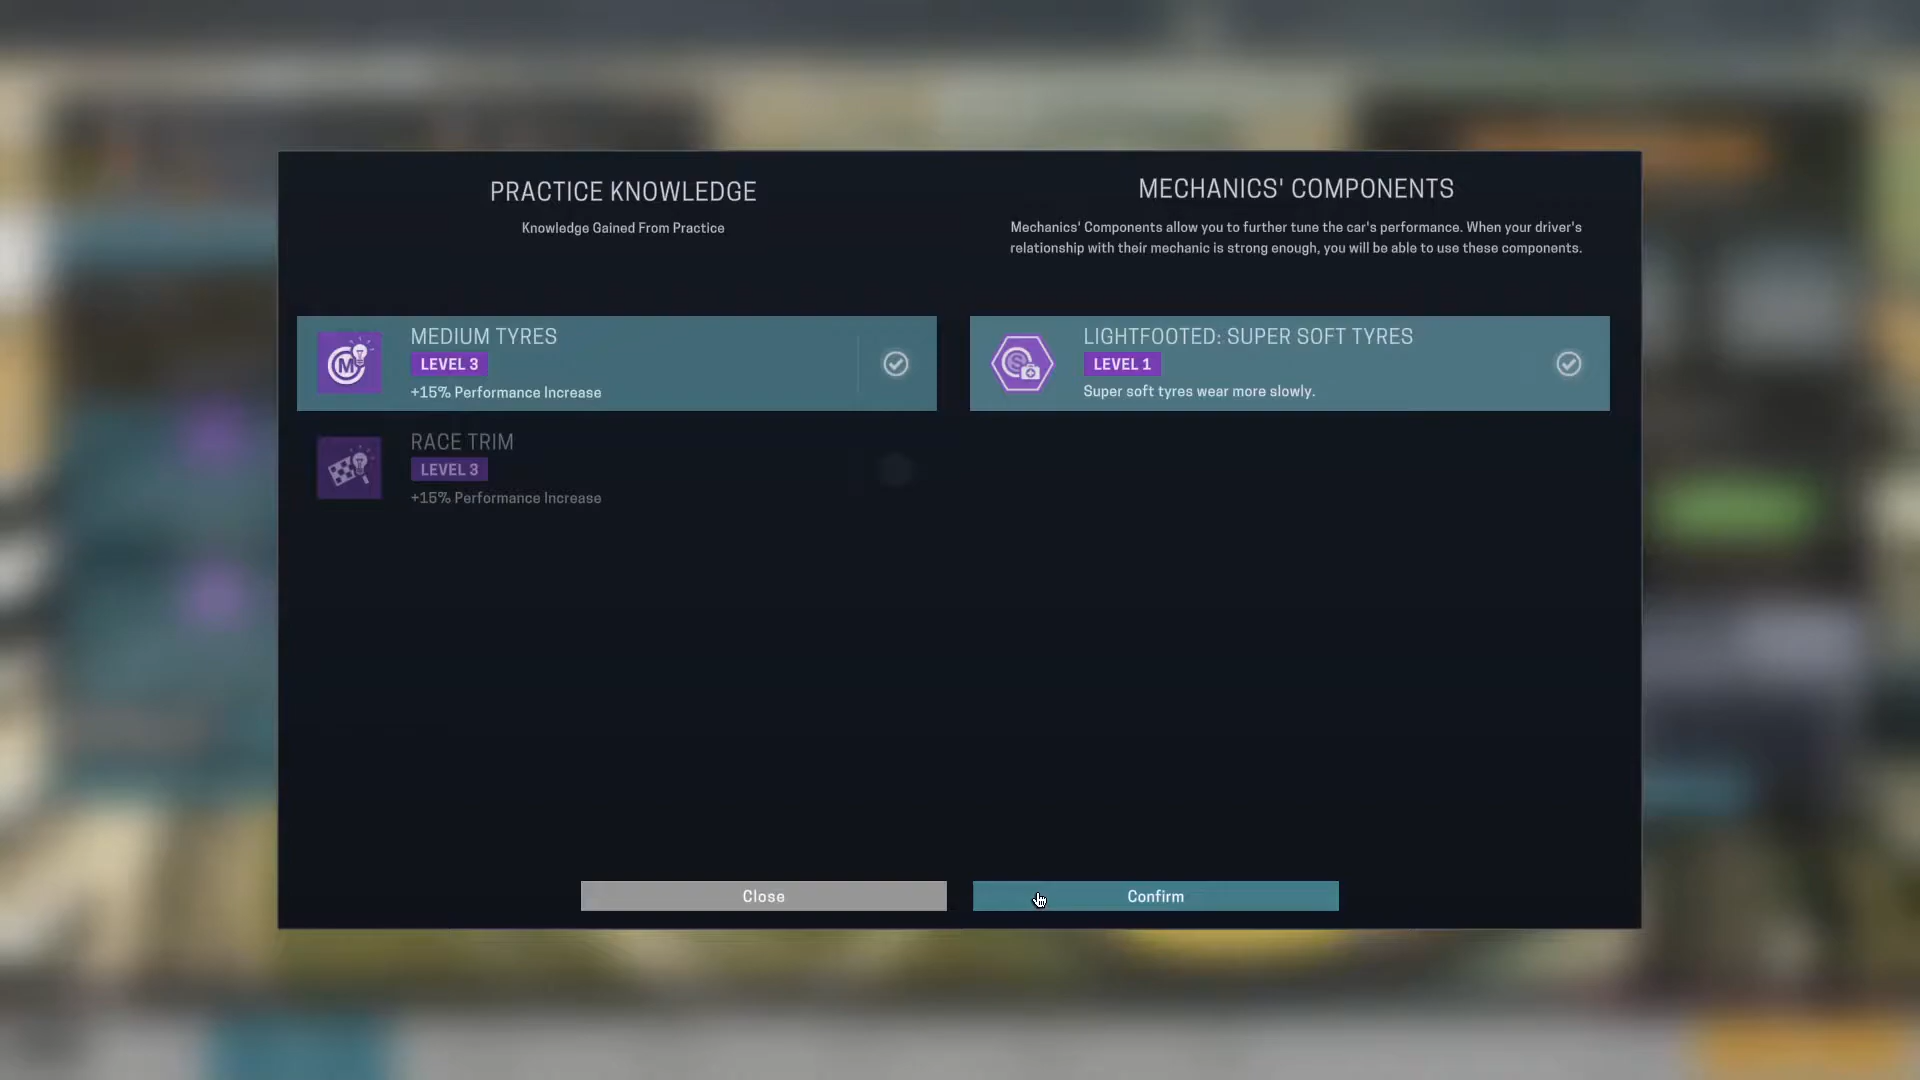 PRACTICE KNOWLEDGE
Knowledge Gained From Practice
MEDIUM TYRES
LEVEL 3
+15% Performance Increase
RACE TRIM
LEVEL 3
+15% Performance Increase
MECHANICS' COMPONENTS
Mechanics' Components allow you to further tune the car's performance. When your driver's
relationship with their mechanic is strong enough, you will be able to use these components.
LIGHTFOOTED: SUPER SOFT TYRES
LEVEL 1
Super soft tyres wear more slowly.
Close
Confirm